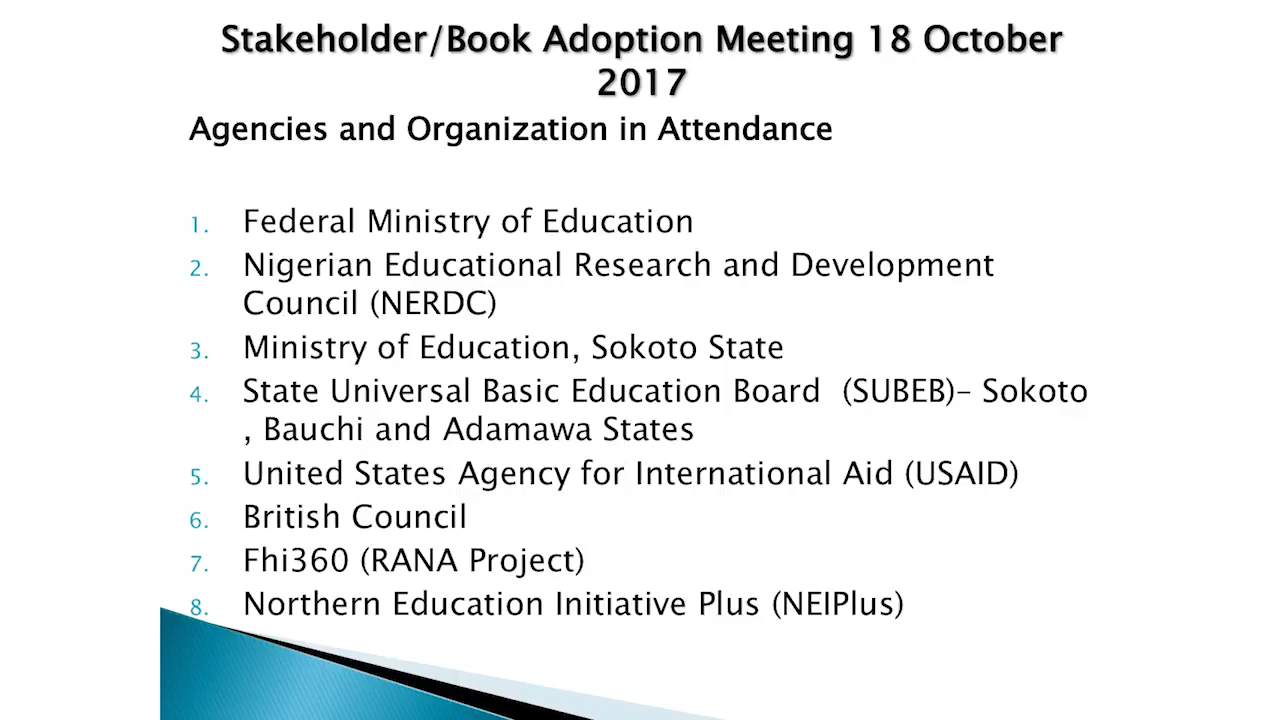 Stakeholder/Book Adoption Meeting 18 October
2017
Agencies and Organization in Attendance
1. Federal Ministry of Education
2. Nigerian Educational Research and Development
Council (NERDC)
3. Ministry of Education, Sokoto State
4. State Universal Basic Education Board (SUBEB)– Sokoto
, Bauchi and Adamawa States
5. United States Agency for International Aid (USAID)
6. British Council
7. Fhi360 (RANA Project)
8. Northern Education Initiative Plus (NEIPlus)